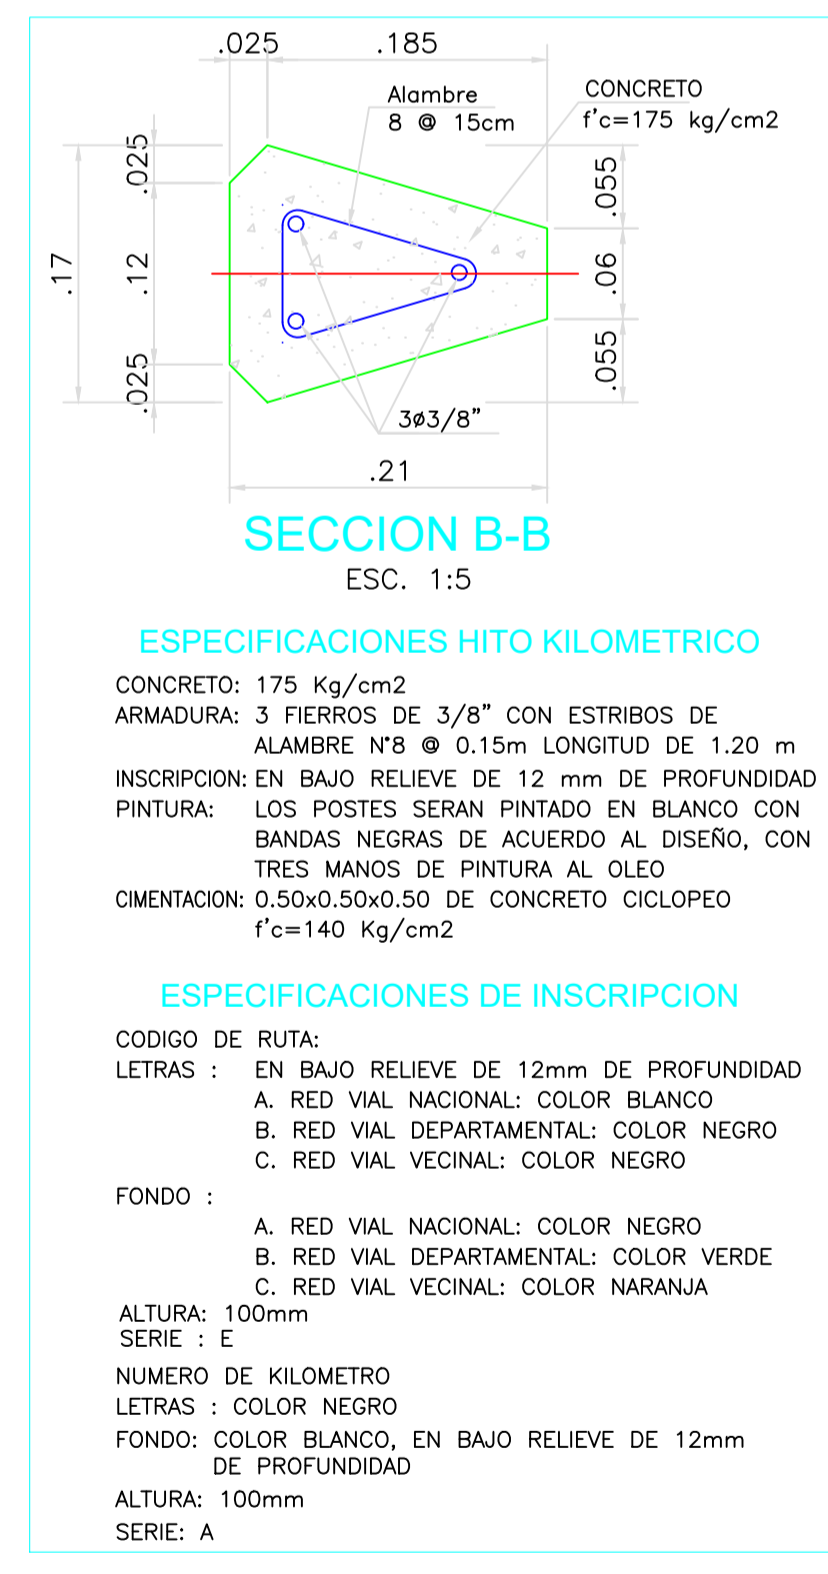 .025
.185
Alambre
8 @ 15cm
CONCRETO
f'c=175 kg/cm2
.025
.055
.17
.12
.06
.025
.055
3ø3/8"
.21
SECCION B-B
ESC. 1:5
ESPECIFICACIONES HITO KILOMETRICO
CONCRETO: 175 Kg/cm2
ARMADURA: 3 FIERROS DE 3/8" CON ESTRIBOS DE
ALAMBRE N°8 @ 0.15m LONGITUD DE 1.20 m
INSCRIPCION: EN BAJO RELIEVE DE 12 mm DE PROFUNDIDAD
PINTURA: LOS POSTES SERAN PINTADO EN BLANCO CON
BANDAS NEGRAS DE ACUERDO AL DISEÑO, CON
TRES MANOS DE PINTURA AL OLEO
CIMENTACION: 0.50x0.50x0.50 DE CONCRETO CICLOPEO
f'c=140 Kg/cm2
ESPECIFICACIONES DE INSCRIPCION
CODIGO DE RUTA:
LETRAS : EN BAJO RELIEVE DE 12mm DE PROFUNDIDAD
A. RED VIAL NACIONAL: COLOR BLANCO
B. RED VIAL DEPARTAMENTAL: COLOR NEGRO
C. RED VIAL VECINAL: COLOR NEGRO
FONDO :
A. RED VIAL NACIONAL: COLOR NEGRO
B. RED VIAL DEPARTAMENTAL: COLOR VERDE
C. RED VIAL VECINAL: COLOR NARANJA
ALTURA: 100mm
SERIE : E
NUMERO DE KILOMETRO
LETRAS : COLOR NEGRO
FONDO: COLOR BLANCO, EN BAJO RELIEVE DE 12mm
DE PROFUNDIDAD
ALTURA: 100mm
SERIE: A